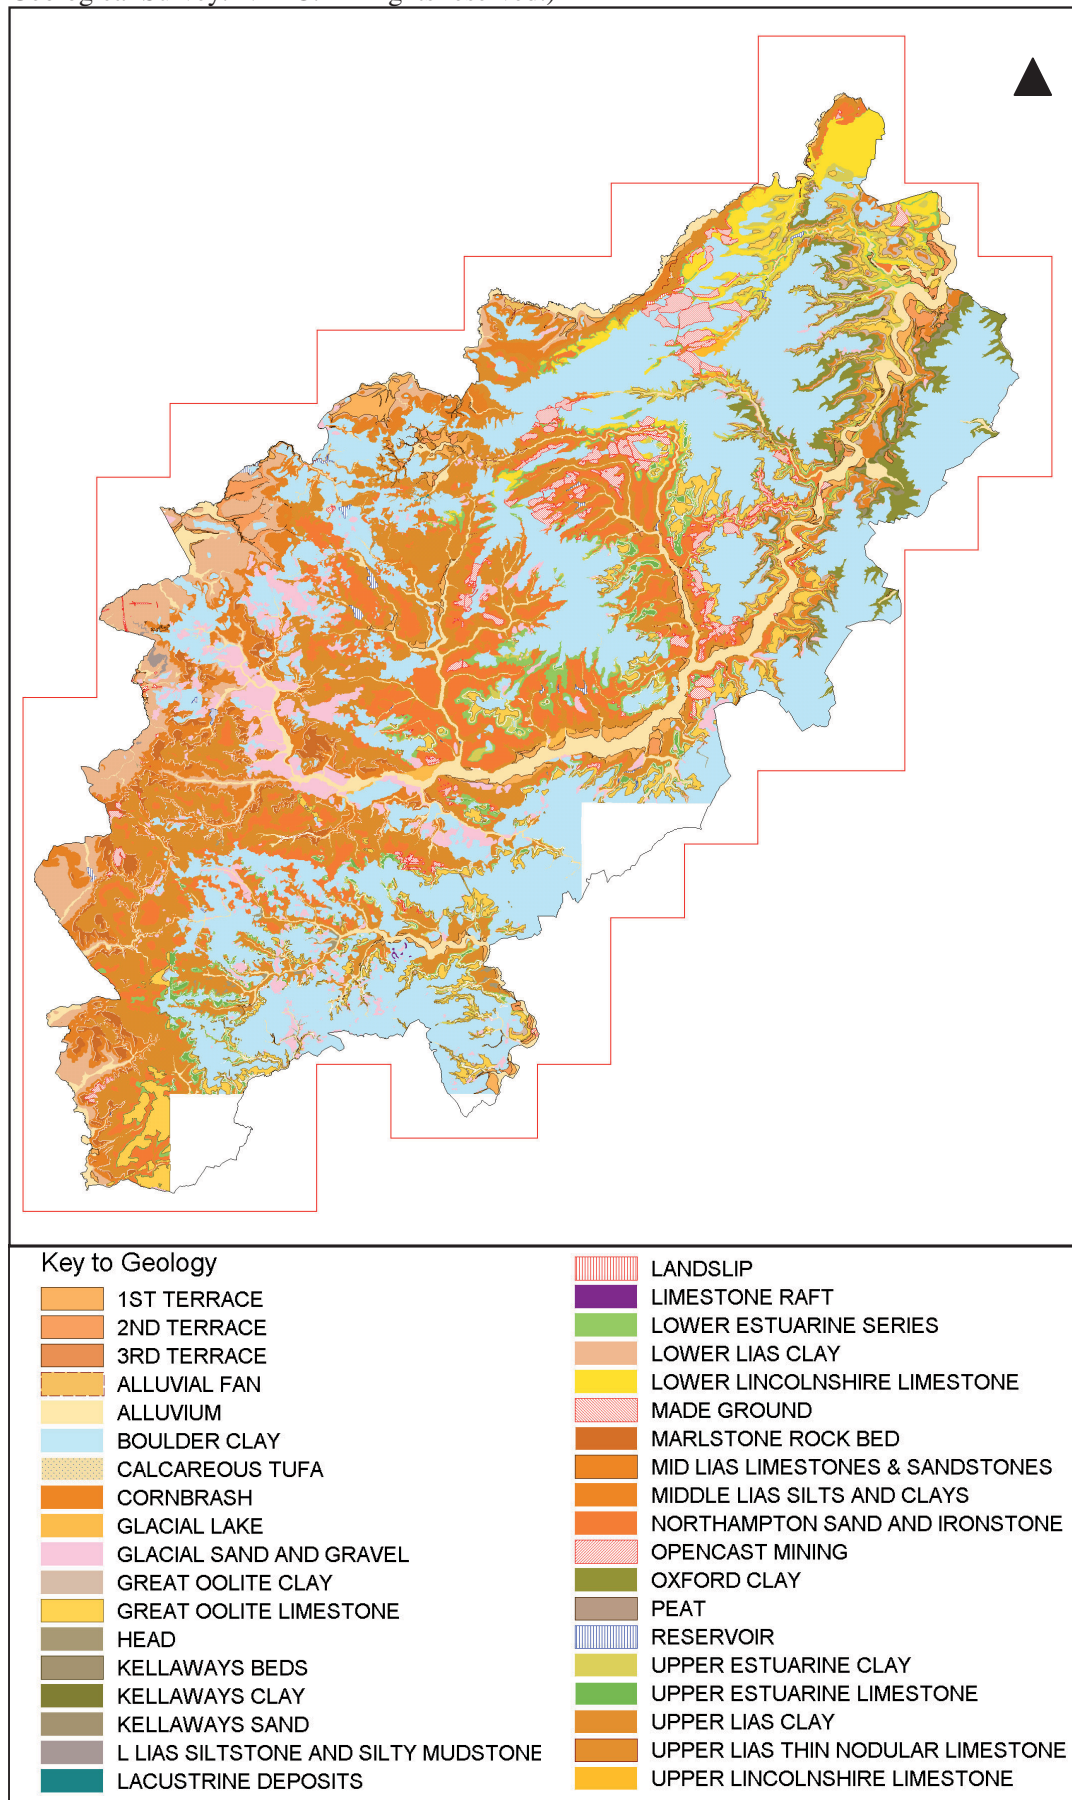 Key to Geology
1ST TERRACE
2ND TERRACE
3RD TERRACE
ALLUVIAL FAN
ALLUVIUM
BOULDER CLAY
CALCAREOUS TUFA
CORNBRASH
GLACIAL LAKE
GLACIAL SAND AND GRAVEL
GREAT OOLITE CLAY
GREAT OOLITE LIMESTONE
HEAD
KELLAWAYS BEDS
KELLAWAYS CLAY
KELLAWAYS SAND
L LIAS SILTSTONE AND SILTY MUDSTONE
LACUSTRINE DEPOSITS
LANDSLIP
LIMESTONE RAFT
LOWER ESTUARINE SERIES
LOWER LIAS CLAY
LOWER LINCOLNSHIRE LIMESTONE
MADE GROUND
MARLSTONE ROCK BED
MID LIAS LIMESTONES & SANDSTONES
MIDDLE LIAS SILTS AND CLAYS
NORTHAMPTON SAND AND IRONSTONE
OPENCAST MINING
OXFORD CLAY
PEAT
RESERVOIR
UPPER ESTUARINE CLAY
UPPER ESTUARINE LIMESTONE
UPPER LIAS CLAY
UPPER LIAS THIN NODULAR LIMESTONE
UPPER LINCOLNSHIRE LIMESTONE